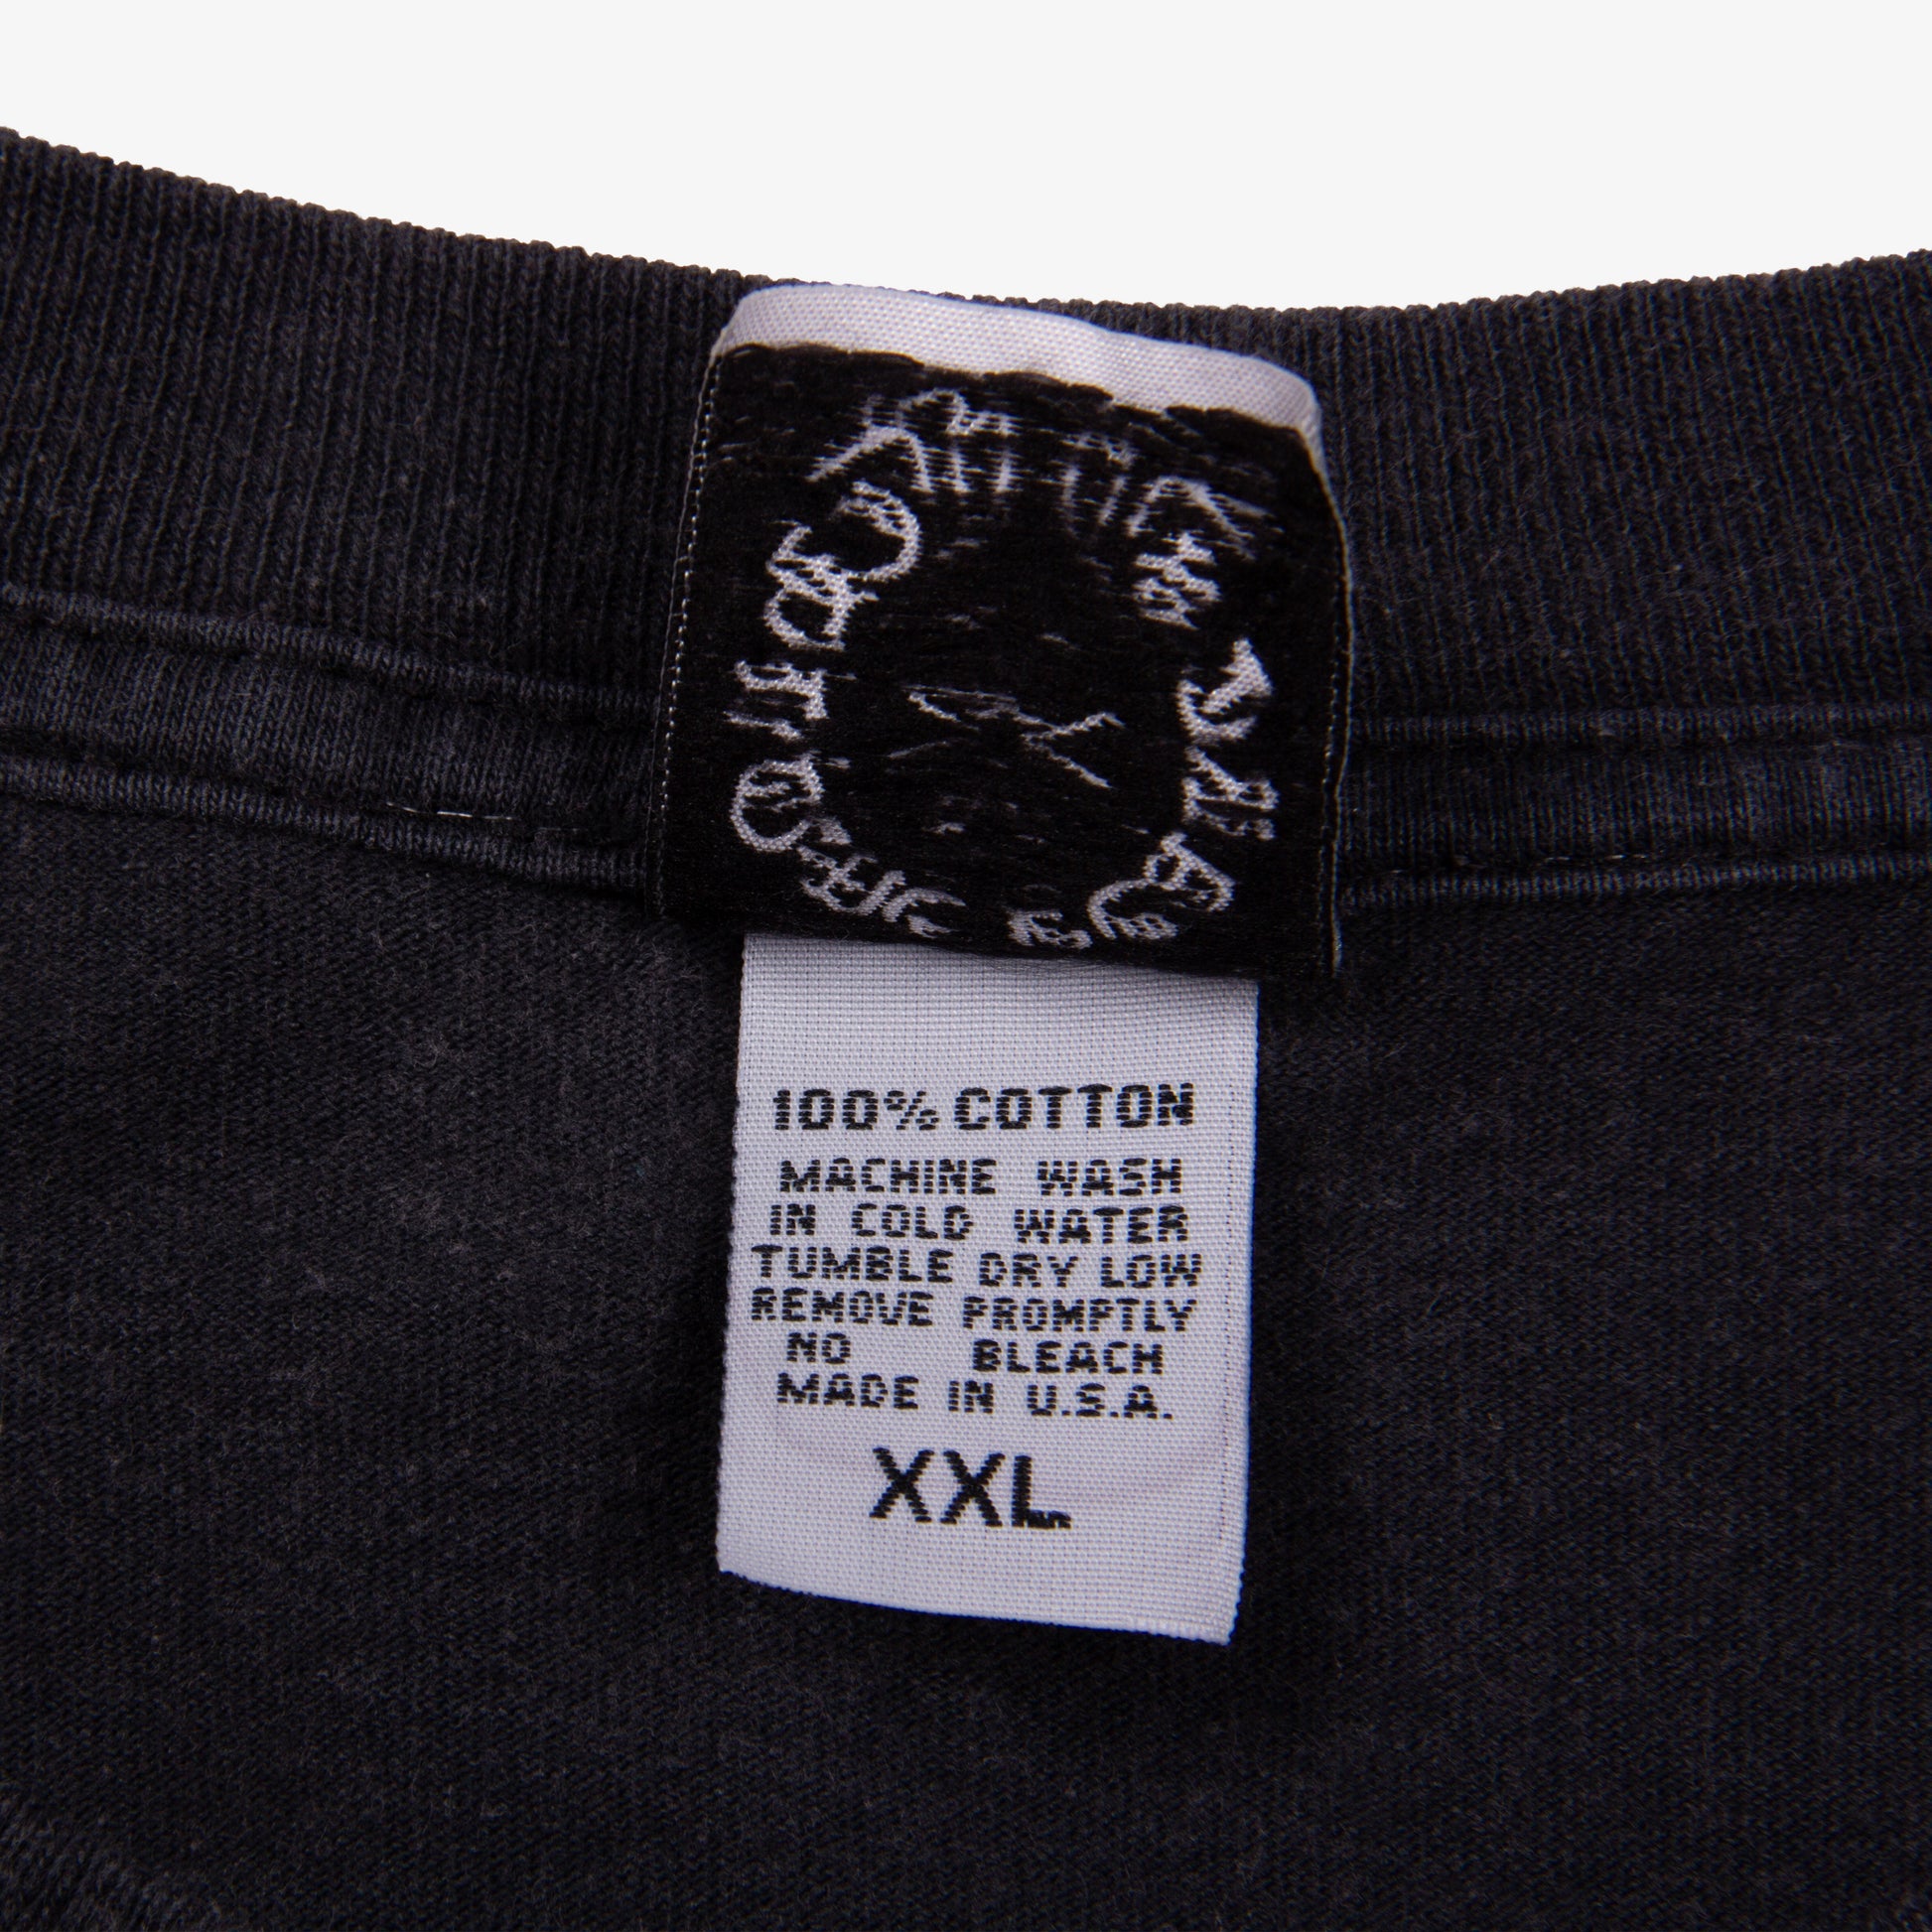 100% COTTON
MACHINE WASH
IN COLD WATER
TUMBLE DRY LOW
REMOVE PROMPTLY
NO BLEACH
MADE IN U.S.A.
XXL